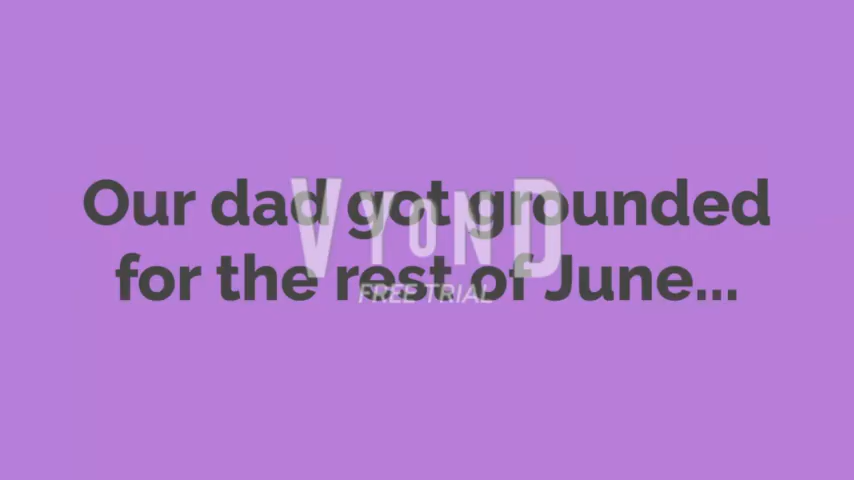 Our dad got grounded
for the rest of June...
VYOND
FREE TRIAL